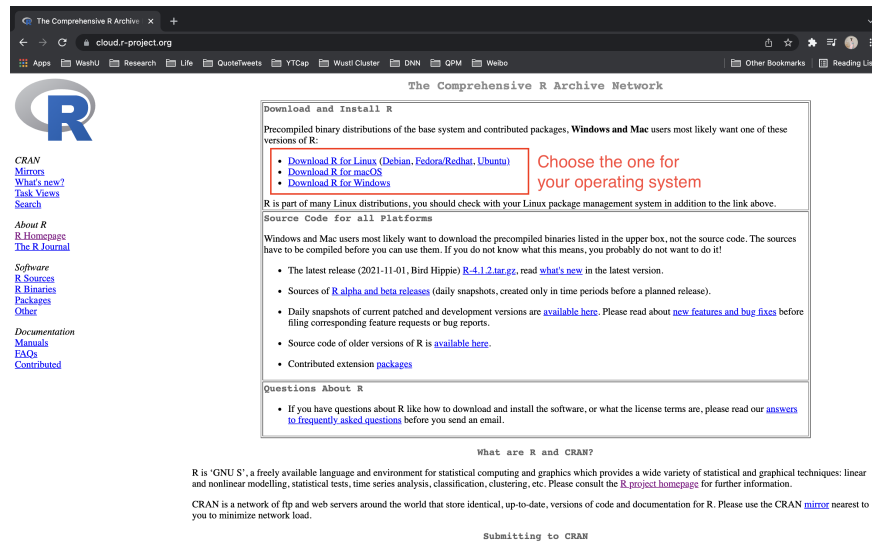 The Comprehensive R Archive
cloud.r-project.org
Apps WashU Research Life QuoteTweets YTCap Wustl Cluster DNN QPM Weibo Other Bookmarks Reading Lis
R
CRAN
Mirrors
What's new?
Task Views
Search
About R
R Homepage
The R Journal
Software
R Sources
R Binaries
Packages
Other
Documentation
Manuals
FAQs
Contributed
The Comprehensive R Archive Network
Download and Install R
Precompiled binary distributions of the base system and contributed packages, Windows and Mac users most likely want one of these
versions of R:
• Download R for Linux (Debian, Fedora/Redhat, Ubuntu)
• Download R for macOS
• Download R for Windows
Choose the one for
your operating system
R is part of many Linux distributions, you should check with your Linux package management system in addition to the link above.
Source Code for all Platforms
Windows and Mac users most likely want to download the precompiled binaries listed in the upper box, not the source code. The sources
have to be compiled before you can use them. If you do not know what this means, you probably do not want to do it!
• The latest release (2021-11-01, Bird Hippie) R-4.1.2.tar.gz, read what's new in the latest version.
• Sources of R alpha and beta releases (daily snapshots, created only in time periods before a planned release).
• Daily snapshots of current patched and development versions are available here. Please read about new features and bug fixes before
filing corresponding feature requests or bug reports.
• Source code of older versions of R is available here.
• Contributed extension packages
Questions About R
• If you have questions about R like how to download and install the software, or what the license terms are, please read our answers
to frequently asked questions before you send an email.
What are R and CRAN?
R is ‘GNU S’, a freely available language and environment for statistical computing and graphics which provides a wide variety of statistical and graphical techniques: linear
and nonlinear modelling, statistical tests, time series analysis, classification, clustering, etc. Please consult the R project homepage for further information.
CRAN is a network of ftp and web servers around the world that store identical, up-to-date, versions of code and documentation for R. Please use the CRAN mirror nearest to
you to minimize network load.
Submitting to CRAN